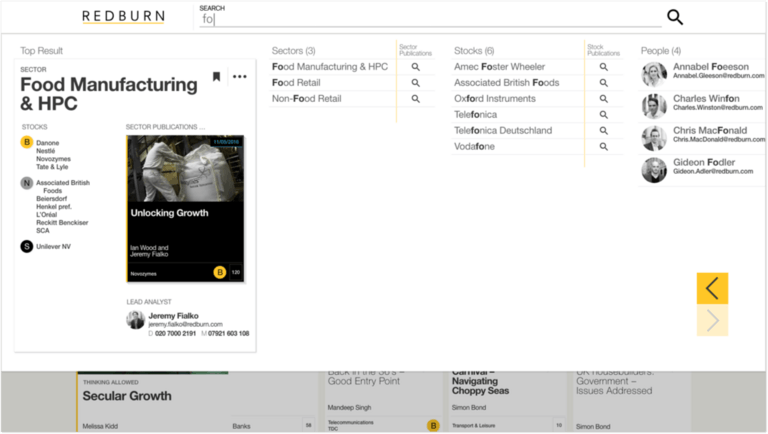 REDBURN
SEARCH
fo
Top Result
SECTOR
Food Manufacturing
& HPC
STOCKS
B Danone
Nestlé
Novozymes
Tate & Lyle
N Associated British
Foods
Beiersdorf
Henkel pref.
L'Oréal
Reckitt Benckiser
SCA
S Unilever NV
SECTOR PUBLICATIONS ...
11/05/2016
Unlocking Growth
Ian Wood and
Jeremy Fialko
Novozymes B 120
LEAD ANALYST
Jeremy Fialko
jeremy.fialko@redburn.com
D 020 7000 2191 M 07921 603 108
Sectors (3)
Sector
Publications
Food Manufacturing & HPC
Food Retail
Non-Food Retail
Stocks (6)
Stock
Publications
Amec Foster Wheeler
Associated British Foods
Oxford Instruments
Telefonica
Telefonica Deutschland
Vodafone
People (4)
Annabel Foeeson
Annabel.Gleeson@redburn.com
Charles Winfon
Charles.Winston@redburn.com
Chris MacFonald
Chris.MacDonald@redburn.com
Gideon Fodler
Gideon.Adler@redburn.com
THINKING ALLOWED
Secular Growth
Melissa Kidd
Banks 58
Back in the 30's –
Good Entry Point
Mandeep Singh
Telecommunications
TDC
B
Carnival –
Navigating
Choppy Seas
Simon Bond
Transport & Leisure 10
UK Housebuilders:
Government –
Issues Addressed
Simon Bond